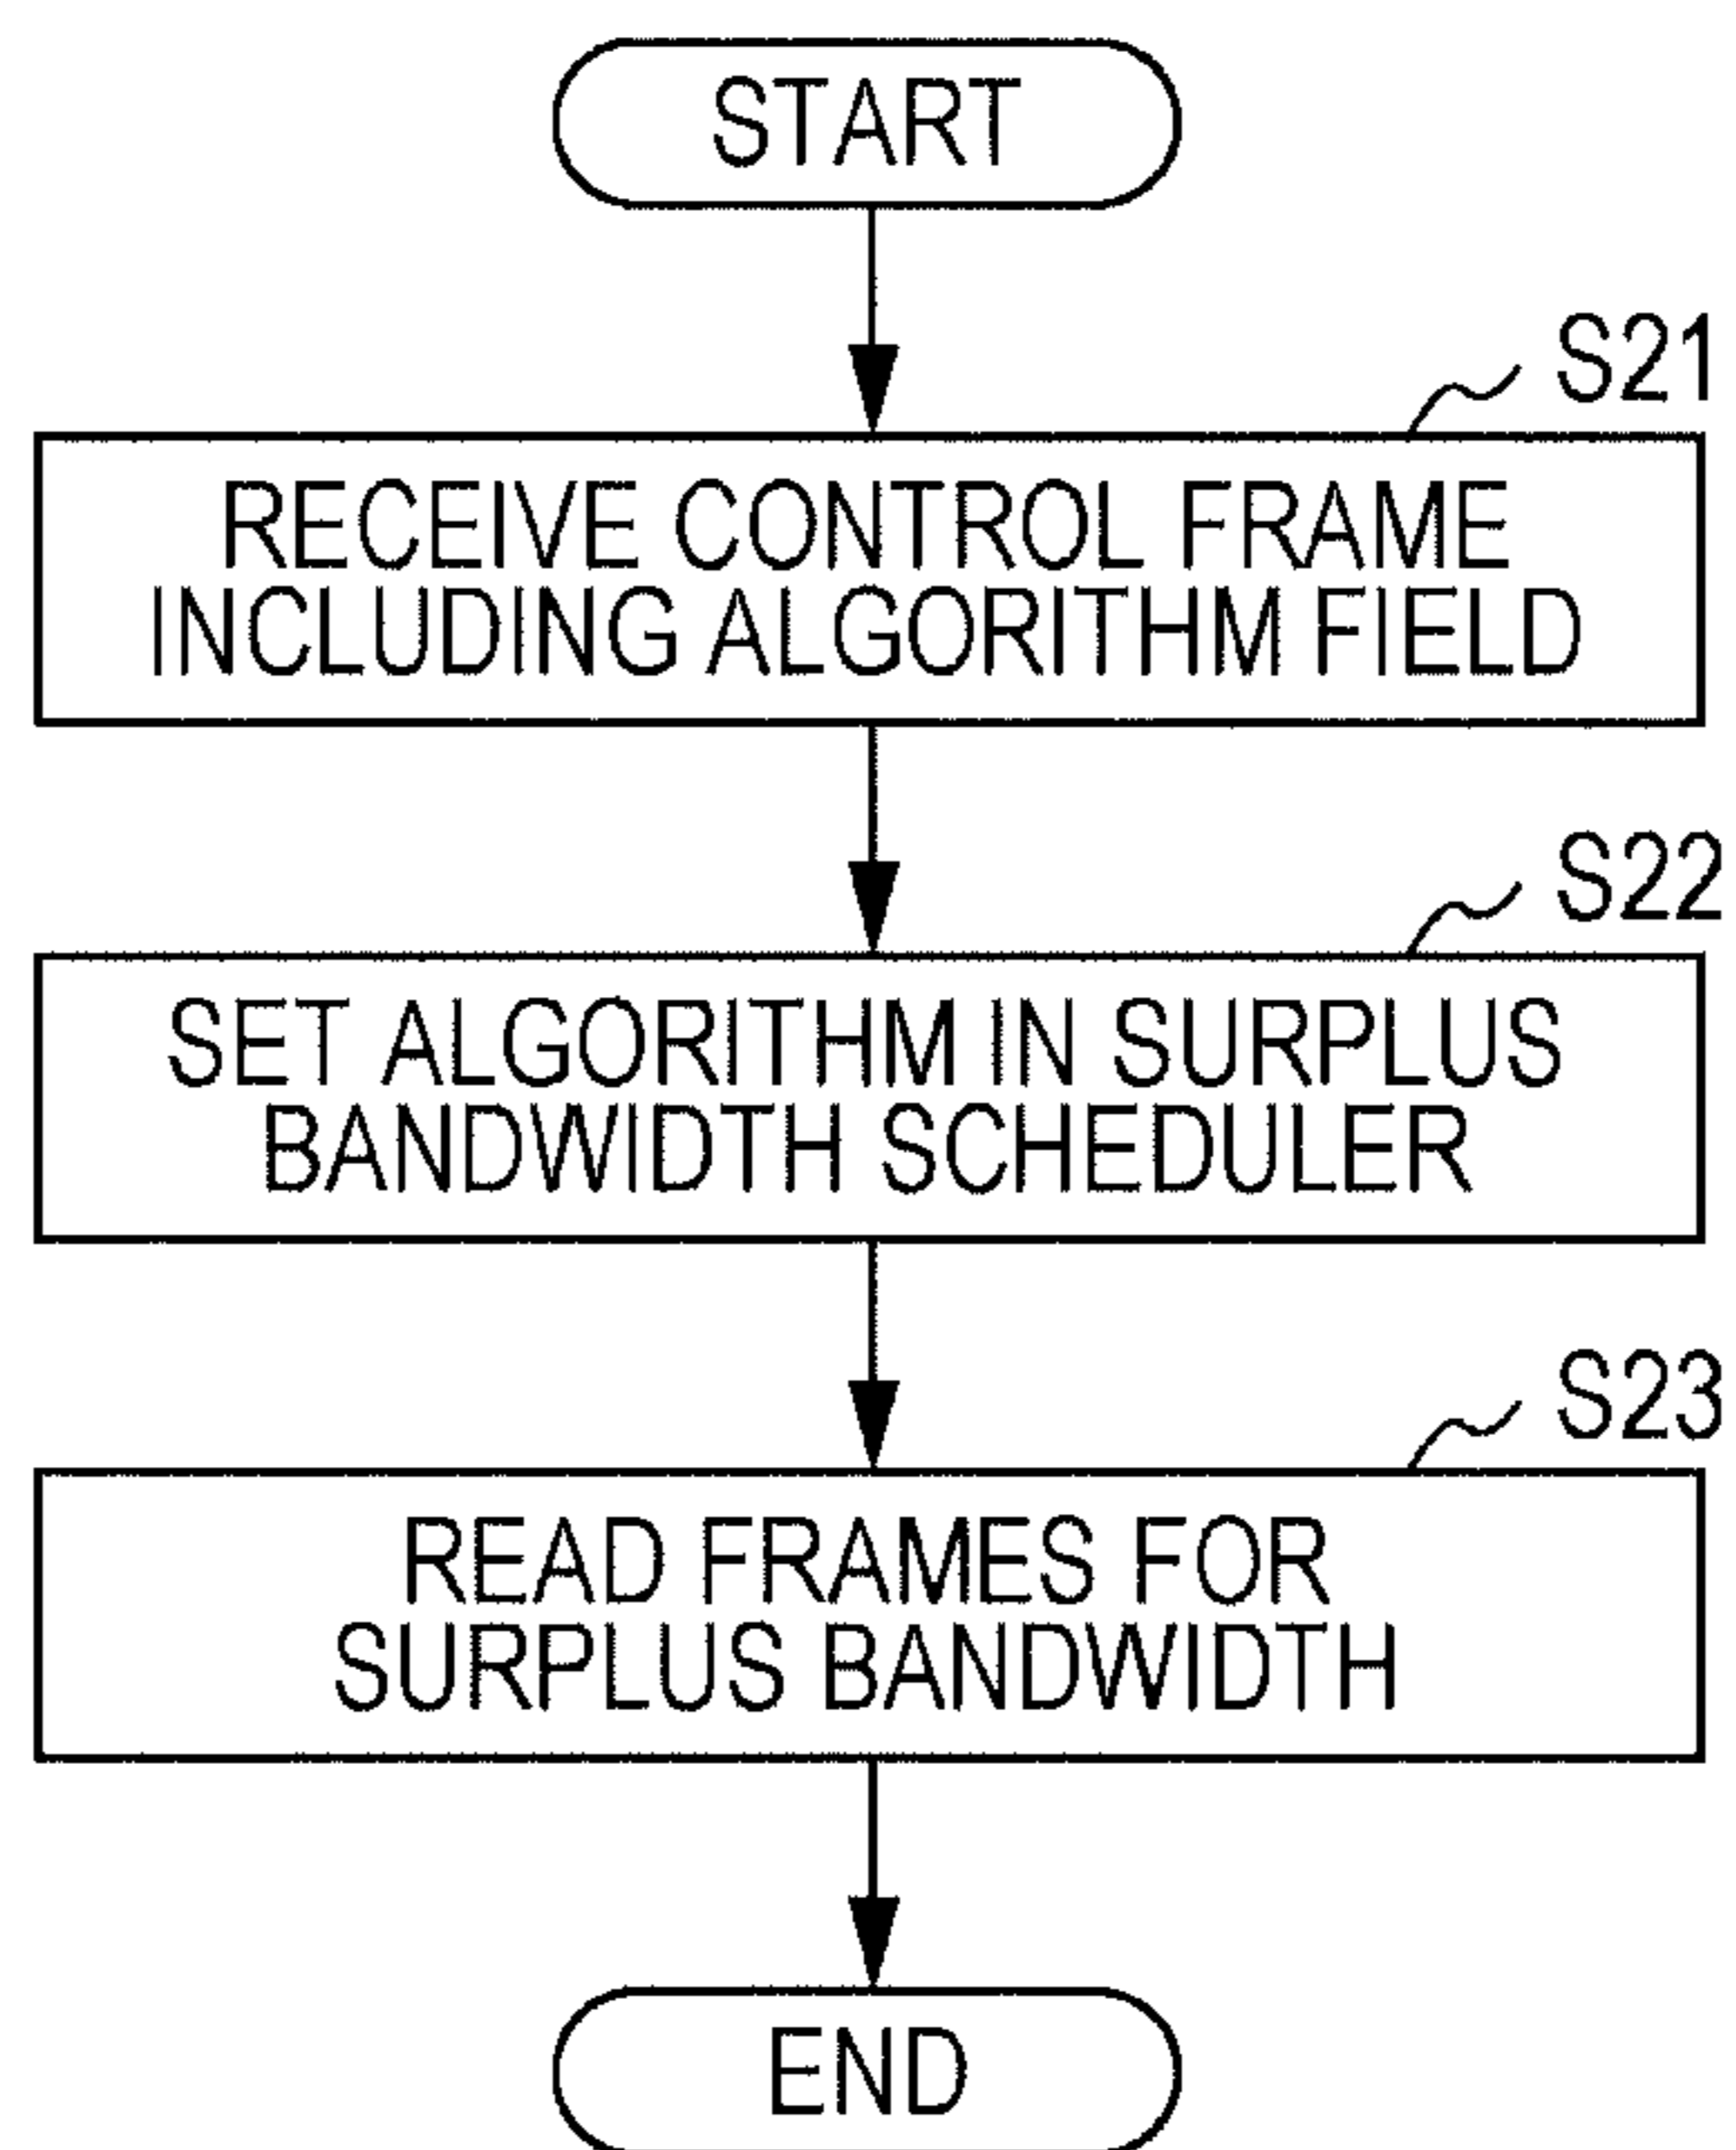 START
S21
RECEIVE CONTROL FRAME
INCLUDING ALGORITHM FIELD
S22
SET ALGORITHM IN SURPLUS
BANDWIDTH SCHEDULER
S23
READ FRAMES FOR
SURPLUS BANDWIDTH
END